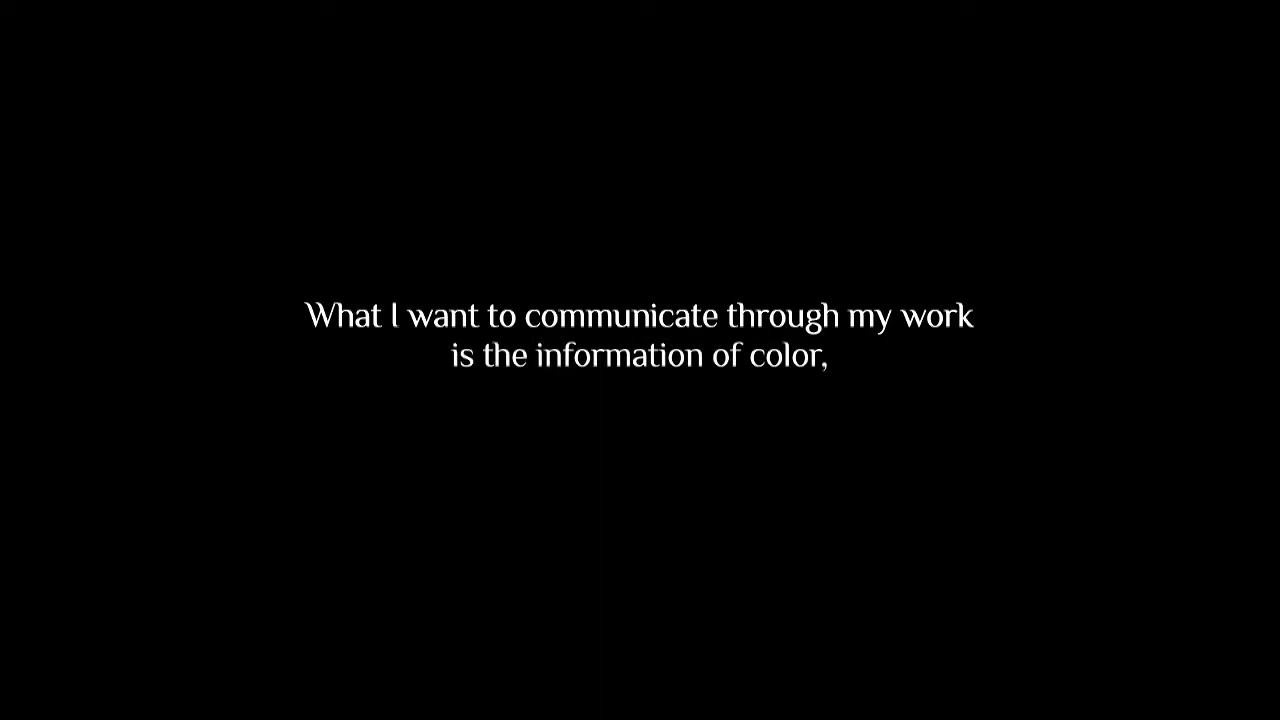 What I want to communicate through my work
is the information of color,